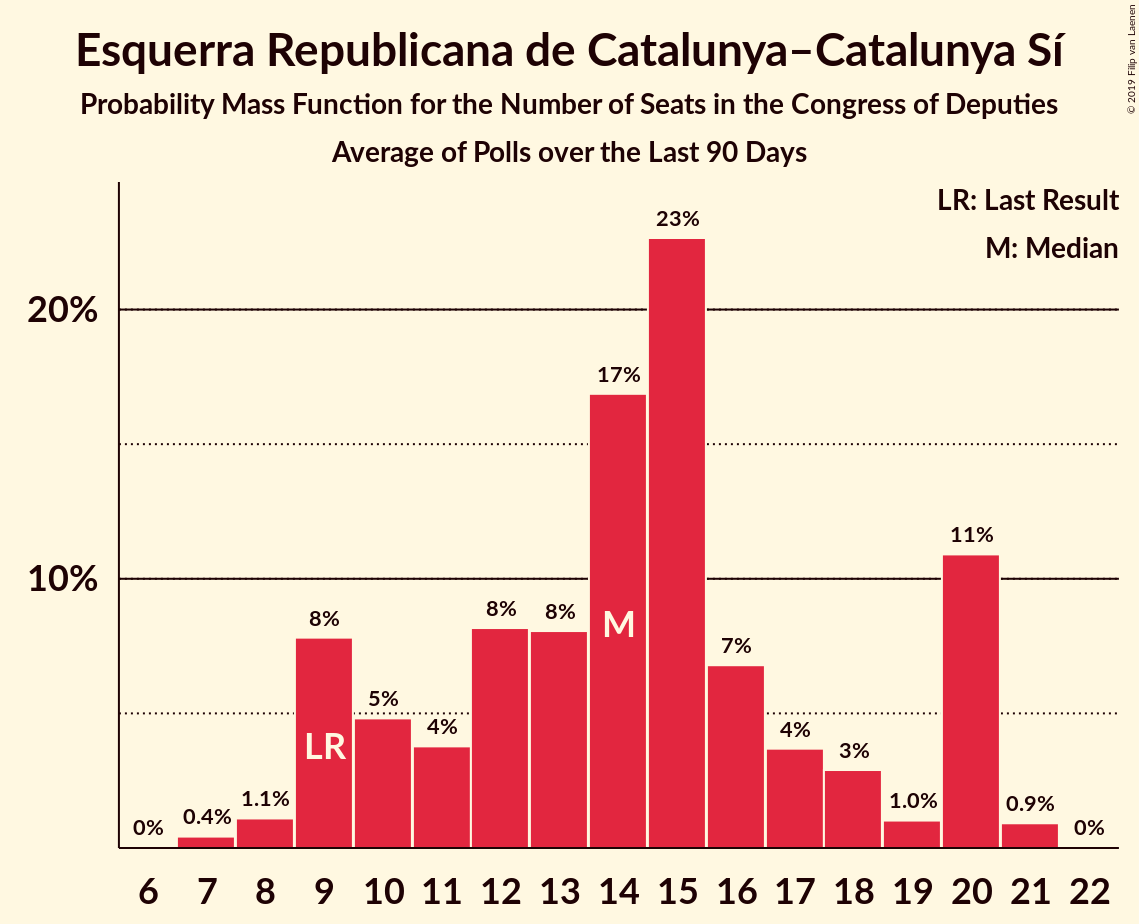 Esquerra Republicana de Catalunya–Catalunya Sí
Probability Mass Function for the Number of Seats in the Congress of Deputies
Average of Polls over the Last 90 Days
© 2019 Filip van Laenen
LR: Last Result
M: Median
20%
10%
0%
0.4%
1.1%
8%
5%
4%
8%
8%
17%
23%
7%
4%
3%
1.0%
11%
0.9%
0%
LR
M
6 7 8 9 10 11 12 13 14 15 16 17 18 19 20 21 22